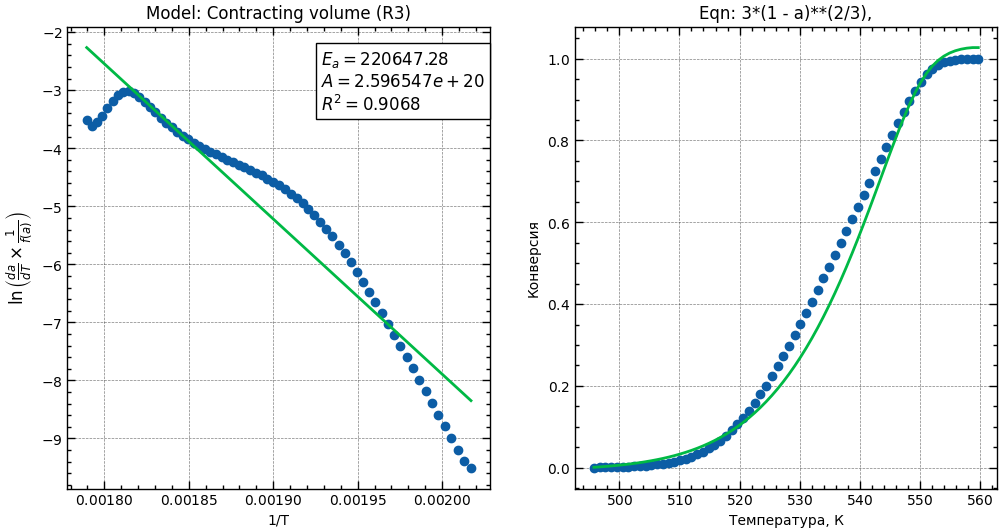 Model: Contracting volume (R3)
−2
−3
−4
−5
−6
−7
−8
−9
ln(da/dT × 1/f(a))
E_a = 220647.28
A = 2.596547e + 20
R² = 0.9068
0.00180 0.00185 0.00190 0.00195 0.00200
1/T
Eqn: 3*(1 - a)**(2/3),
1.0
0.8
0.6
0.4
0.2
0.0
Конверсия
500 510 520 530 540 550 560
Температура, К